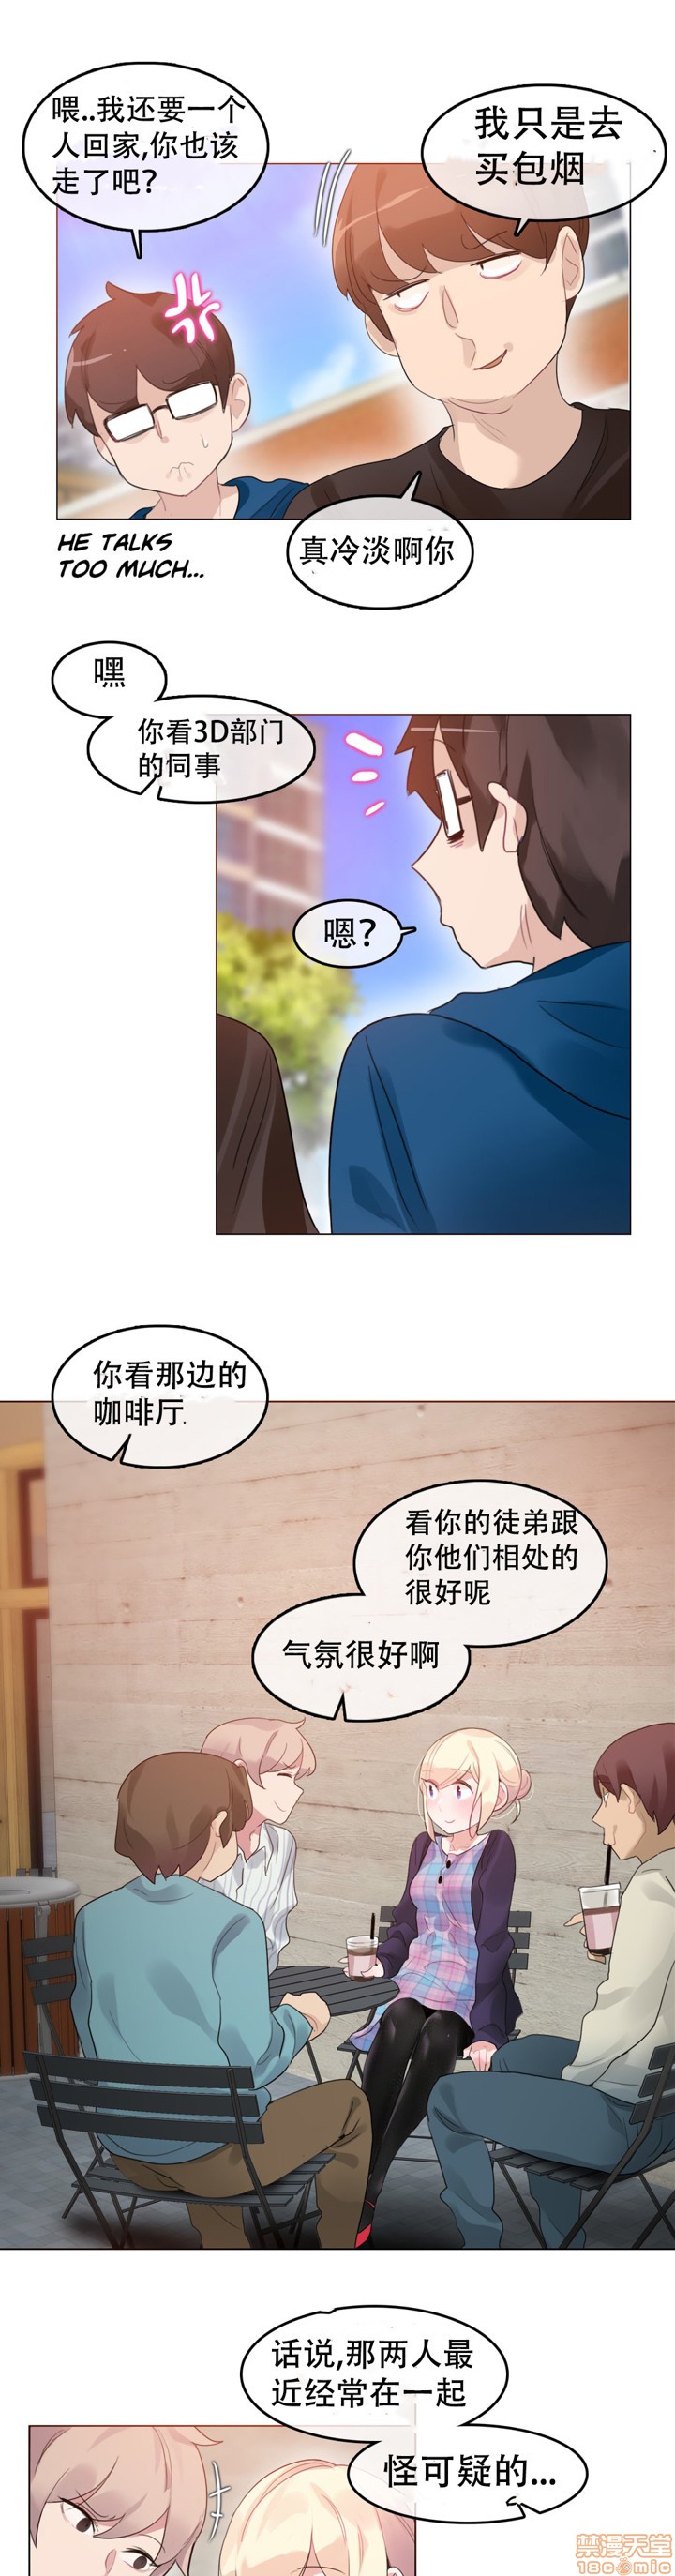 喂..我还要一个
人回家,你也该
走了吧?
我只是去
买包烟
HE TALKS
TOO MUCH...
真冷淡啊你
嘿
你看3D部门
的同事
嗯?
你看那边的
咖啡厅.
看你的徒弟跟
你他们相处的
很好呢
气氛很好啊
话说,那两人最
近经常在一起
怪可疑的...
禁漫天堂
18comic